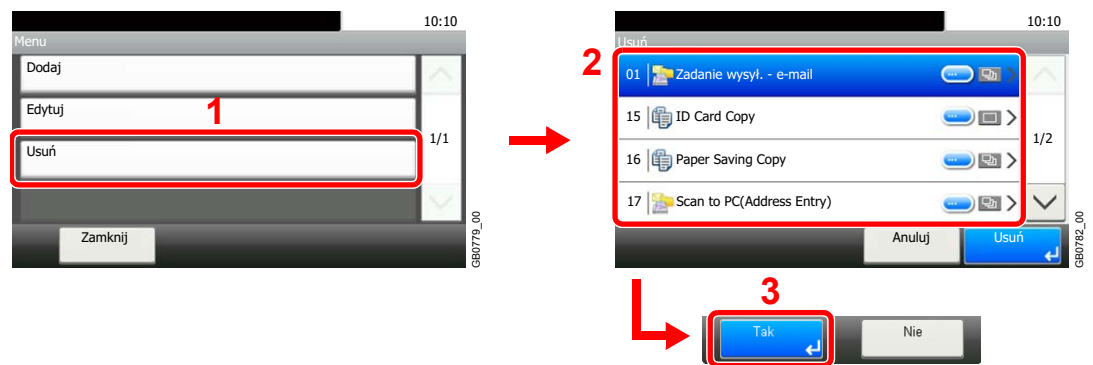 10:10
Menu
Dodaj
Edytuj
1
Usuń
1/1
Zamknij
GB0779_00
10:10
Usuń
2
01 Zadanie wysył. - e-mail
15 ID Card Copy
1/2
16 Paper Saving Copy
17 Scan to PC(Address Entry)
Anuluj
Usuń
GB0782_00
3
Tak
Nie